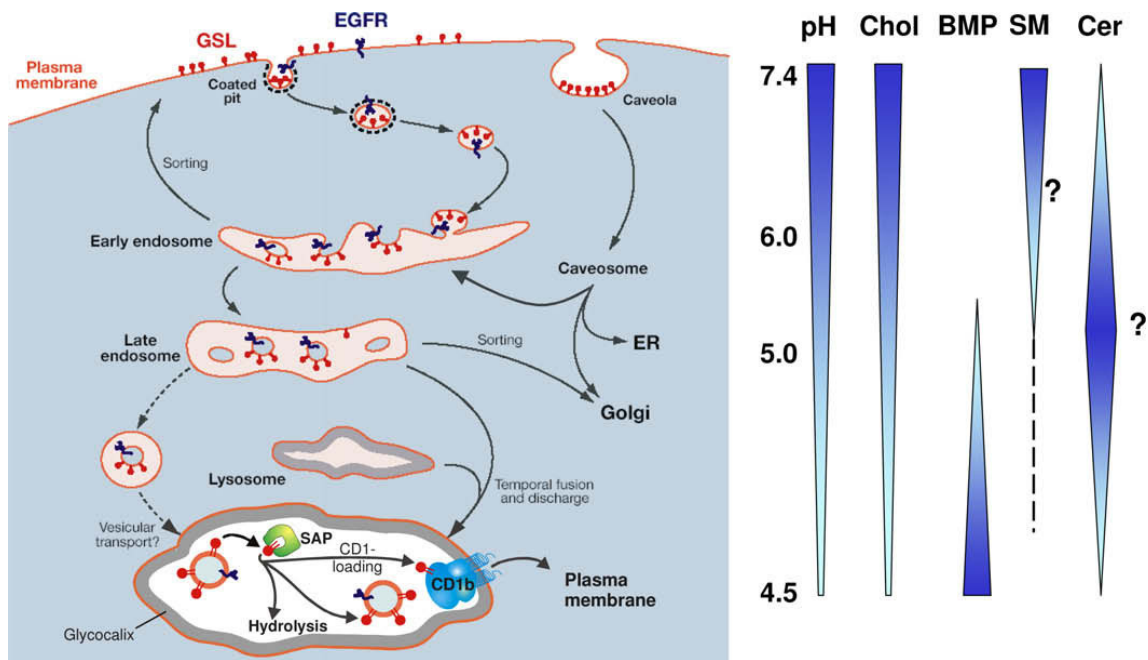 GSL
EGFR
Plasma
membrane
Coated
pit
Caveola
Sorting
Early endosome
Caveosome
Late
endosome
Sorting
ER
Golgi
Lysosome
Temporal fusion
and discharge
Vesicular
transport?
SAP
CD1-
loading
CD1b
Plasma
membrane
Hydrolysis
Glycocalix
pH Chol BMP SM Cer
7.4
?
6.0
?
5.0
4.5